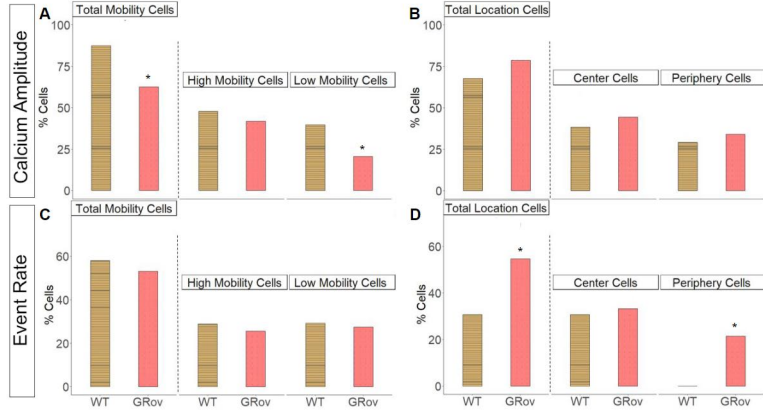 Calcium Amplitude
A
Total Mobility Cells
100
75
50
25
0
% Cells
High Mobility Cells
Low Mobility Cells
*
*
B
Total Location Cells
100
75
50
25
0
% Cells
Center Cells
Periphery Cells
Event Rate
C
Total Mobility Cells
60
40
20
0
% Cells
High Mobility Cells
Low Mobility Cells
WT GRov WT GRov WT GRov
D
Total Location Cells
60
40
20
0
% Cells
Center Cells
Periphery Cells
*
*
WT GRov WT GRov WT GRov